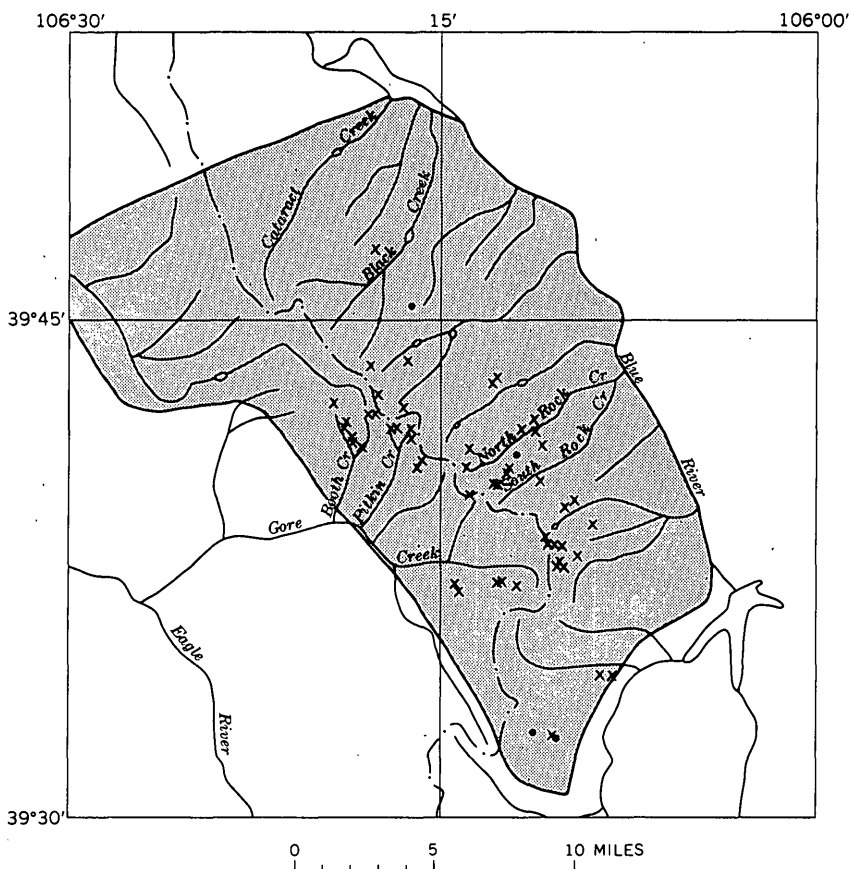 106°30'
15'
106°00'
Cataract
Creek
Black
Creek
39°45'
Blue
River
North Rock Cr
South Rock Cr
Booth Cr
Pitkin Cr
Gore
Creek
Eagle
River
39°30'
0 5 10 MILES